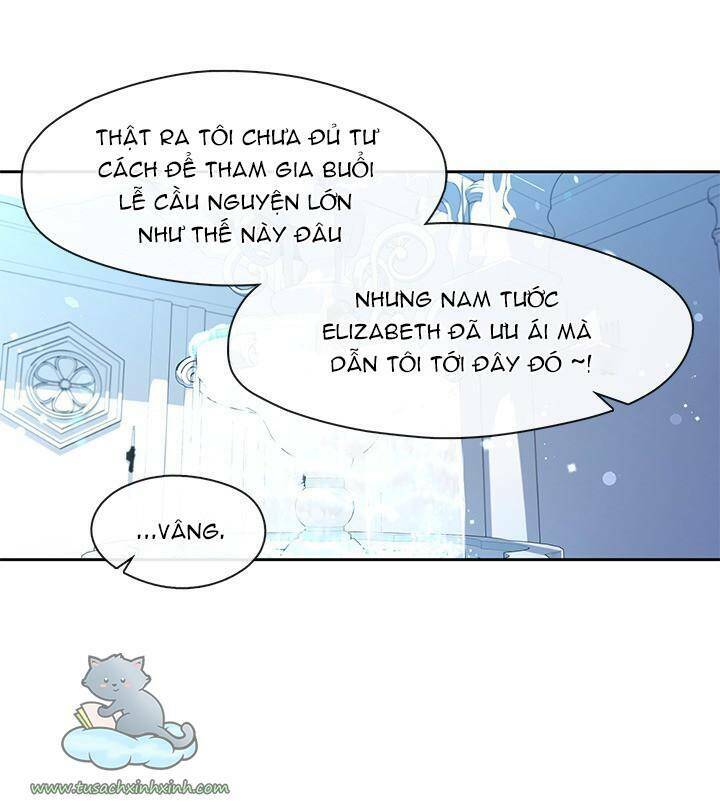 THẬT RA TÔI CHƯA ĐỦ TƯ
CÁCH ĐỂ THAM GIA BUỔI
LỄ CẦU NGUYỆN LỚN
NHƯ THẾ NÀY ĐÂU
NHƯNG NAM TƯỚC
ELIZABETH ĐÃ ƯU ÁI MÀ
DẪN TÔI TỚI ĐÂY ĐÓ ~!
...VÂNG.
www.tusachxinhxinh.com